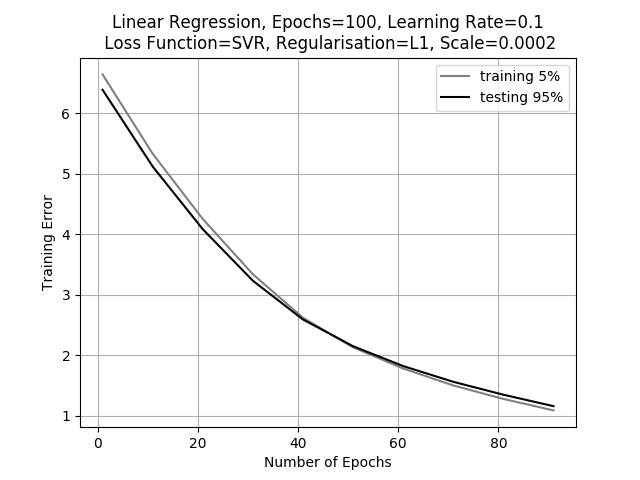 Linear Regression, Epochs=100, Learning Rate=0.1
Loss Function=SVR, Regularisation=L1, Scale=0.0002
training 5%
testing 95%
Training Error
6
5
4
3
2
1
0
20
40
60
80
Number of Epochs